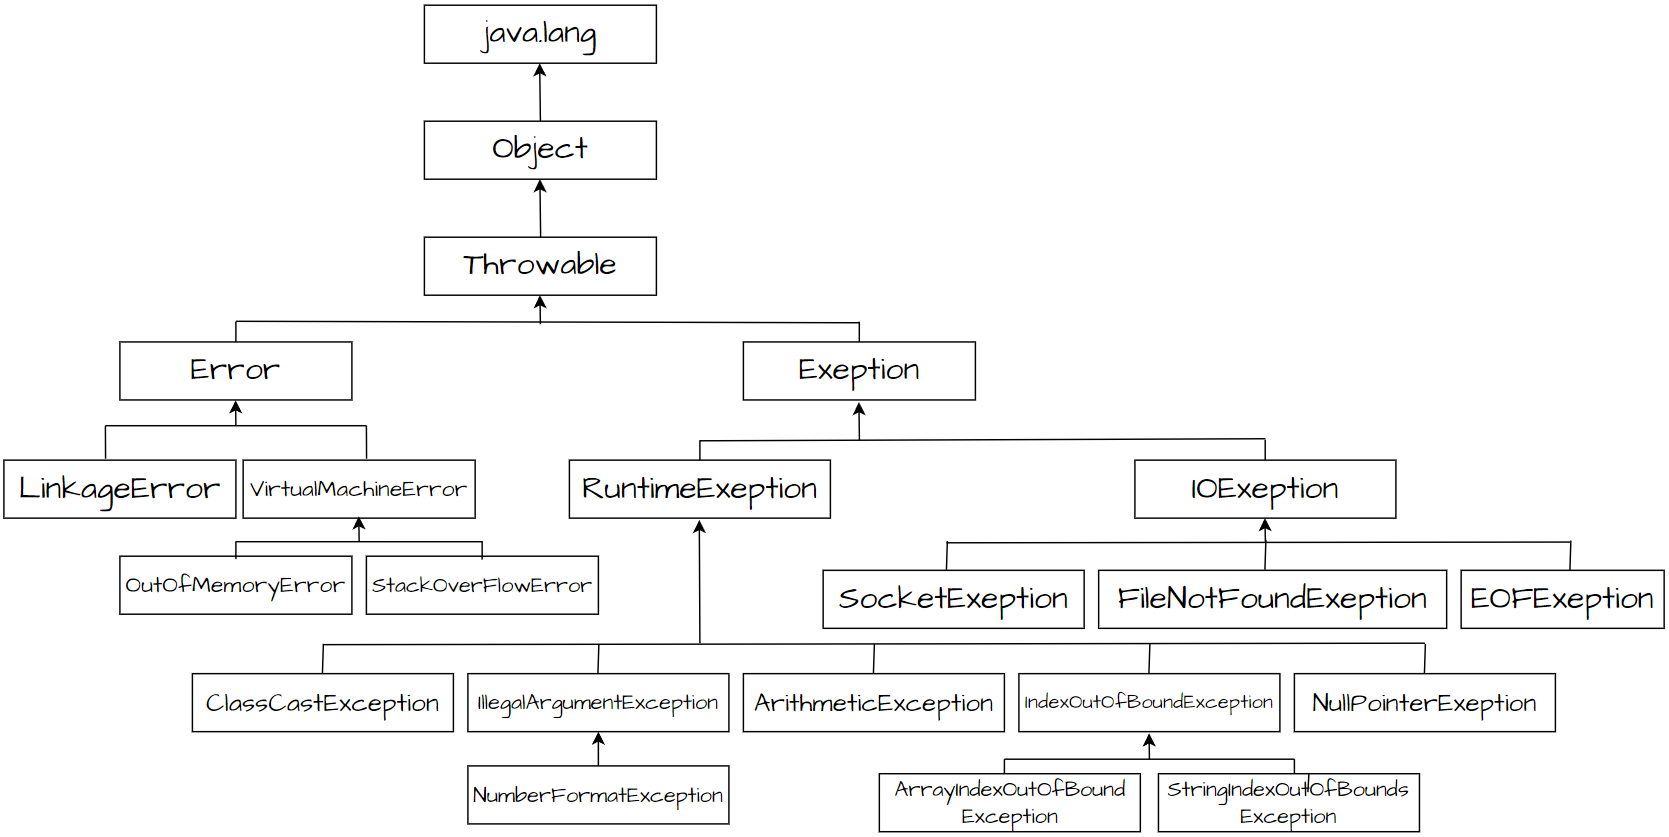 java.lang
Object
Throwable
Error
Exeption
LinkageError
VirtualMachineError
RuntimeExeption
IOExeption
OutOfMemoryError
StackOverFlowError
SocketExeption
FileNotFoundExeption
EOFExeption
ClassCastException
IllegalArgumentException
ArithmeticException
IndexOutOfBoundException
NullPointerExeption
NumberFormatException
ArrayIndexOutOfBound
Exception
StringIndexOutOfBounds
Exception